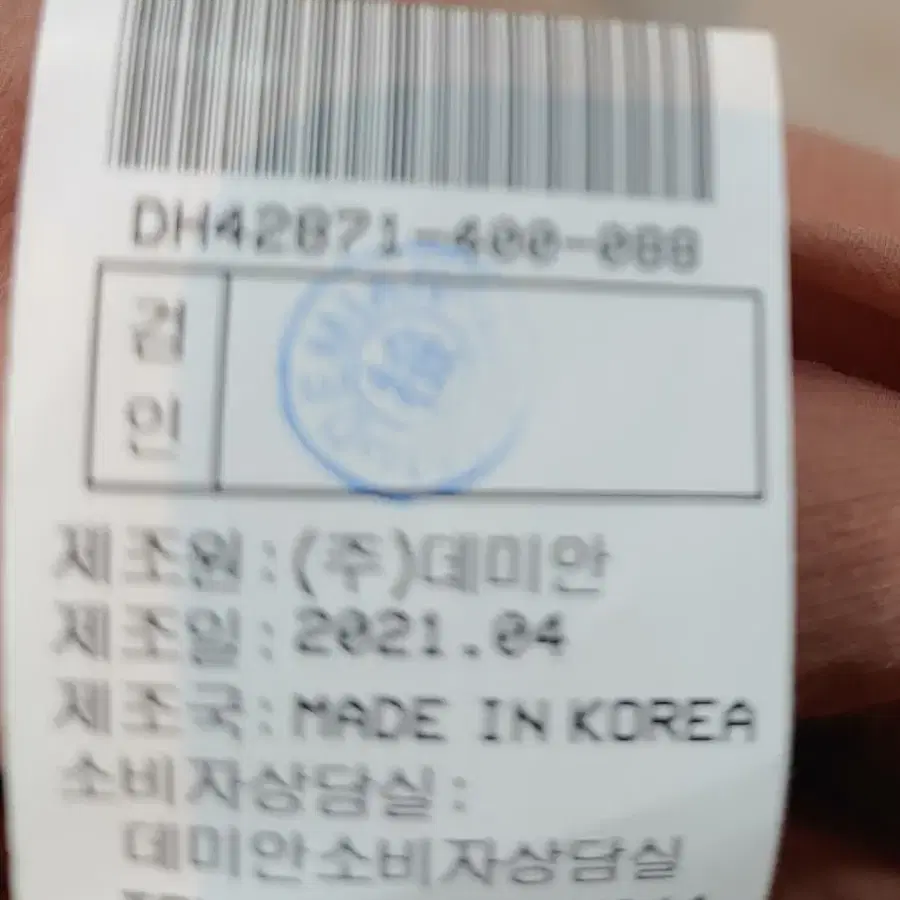 DH42871-400-088
검인
제조원:(주)데미안
제조일:2021.04
제조국:MADE IN KOREA
소비자상담실:
데미안소비자상담실